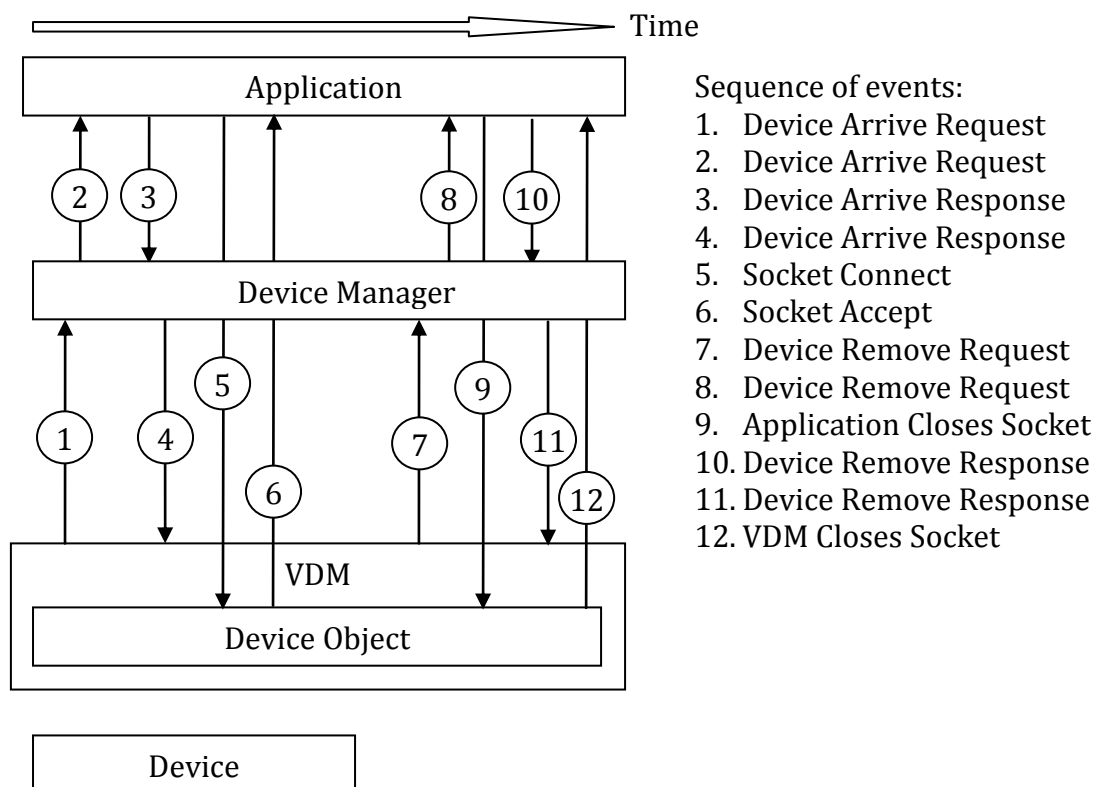 Time
Application
2
3
8
10
Device Manager
5
9
1
4
7
11
6
12
VDM
Device Object
Device
Sequence of events:
1. Device Arrive Request
2. Device Arrive Request
3. Device Arrive Response
4. Device Arrive Response
5. Socket Connect
6. Socket Accept
7. Device Remove Request
8. Device Remove Request
9. Application Closes Socket
10. Device Remove Response
11. Device Remove Response
12. VDM Closes Socket